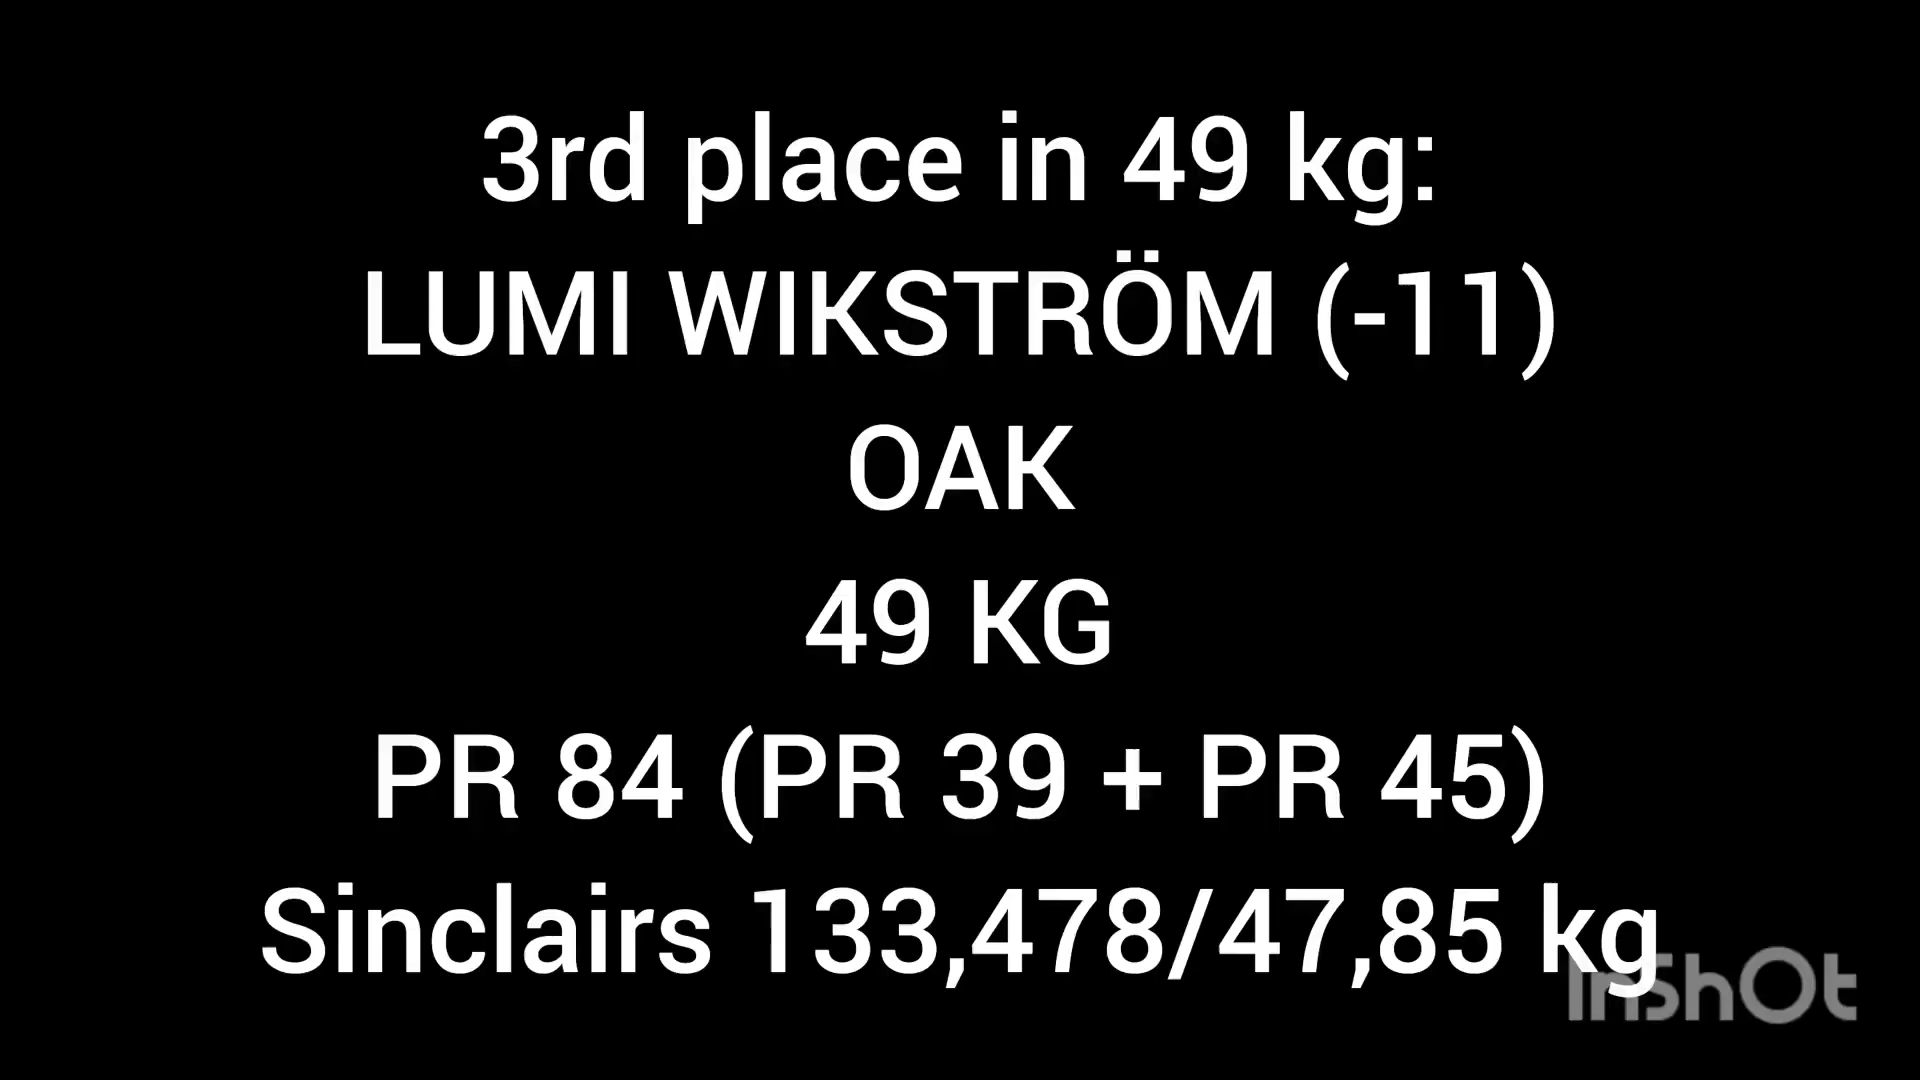 3rd place in 49 kg:
LUMI WIKSTRÖM (-11)
OAK
49 KG
PR 84 (PR 39 + PR 45)
Sinclairs 133,478/47,85 kg
InShOt